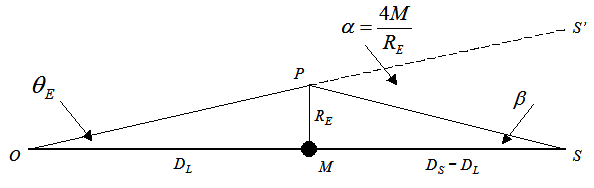 α = 4M / R_E
S'
θ_E
P
β
R_E
O
D_L
M
D_S – D_L
S